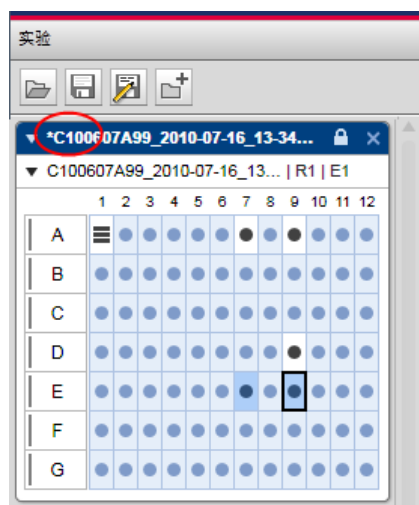 实验
*C100607A99_2010-07-16_13-34...
C100607A99_2010-07-16_13... | R1 | E1
1 2 3 4 5 6 7 8 9 10 11 12
A
B
C
D
E
F
G